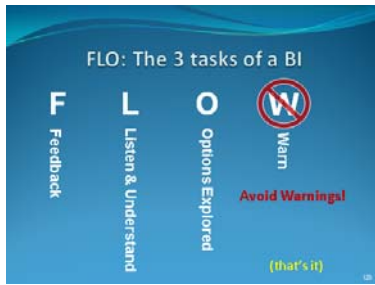 FLO: The 3 tasks of a BI
F
L
O
W
Feedback
Listen & Understand
Options Explored
Warn
Avoid Warnings!
(that's it)